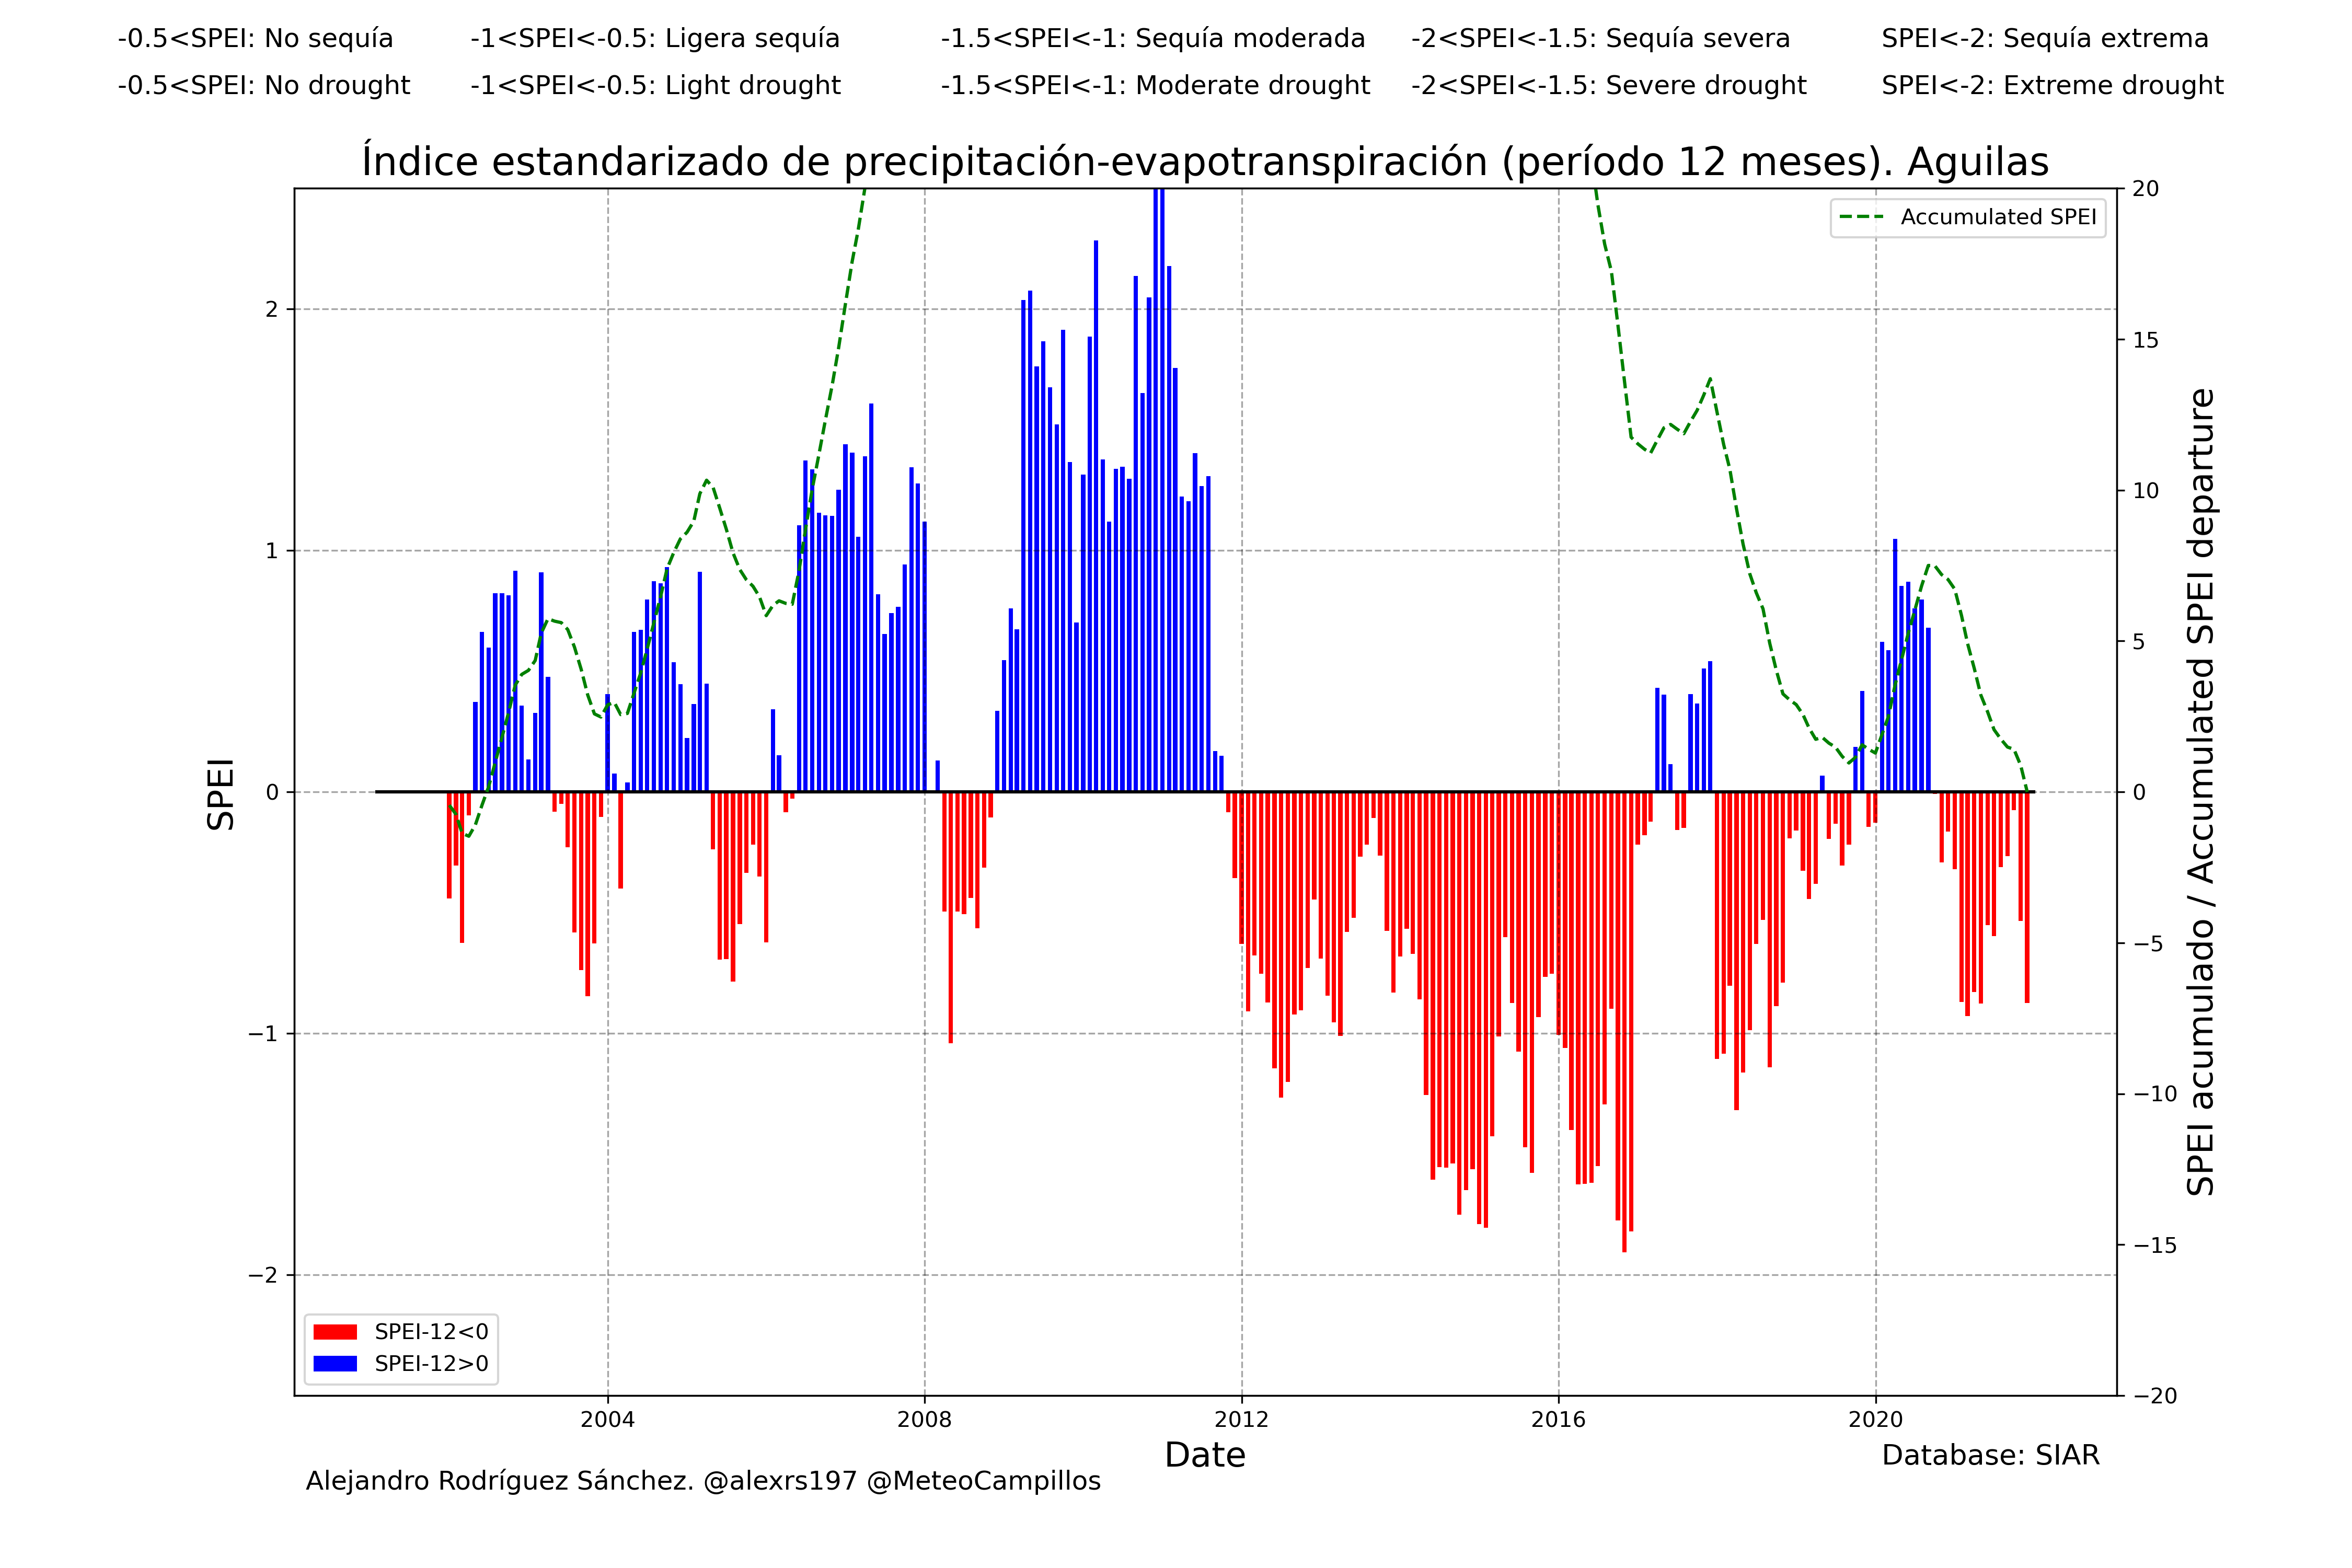 -0.5<SPEI: No sequía -1<SPEI<-0.5: Ligera sequía -1.5<SPEI<-1: Sequía moderada -2<SPEI<-1.5: Sequía severa SPEI<-2: Sequía extrema
-0.5<SPEI: No drought -1<SPEI<-0.5: Light drought -1.5<SPEI<-1: Moderate drought -2<SPEI<-1.5: Severe drought SPEI<-2: Extreme drought
Índice estandarizado de precipitación-evapotranspiración (período 12 meses). Aguilas
Accumulated SPEI
SPEI
2
1
0
−1
−2
20
15
10
5
0
−5
−10
−15
−20
SPEI acumulado / Accumulated SPEI departure
SPEI-12<0
SPEI-12>0
2004 2008 2012 2016 2020
Date
Database: SIAR
Alejandro Rodríguez Sánchez. @alexrs197 @MeteoCampillos